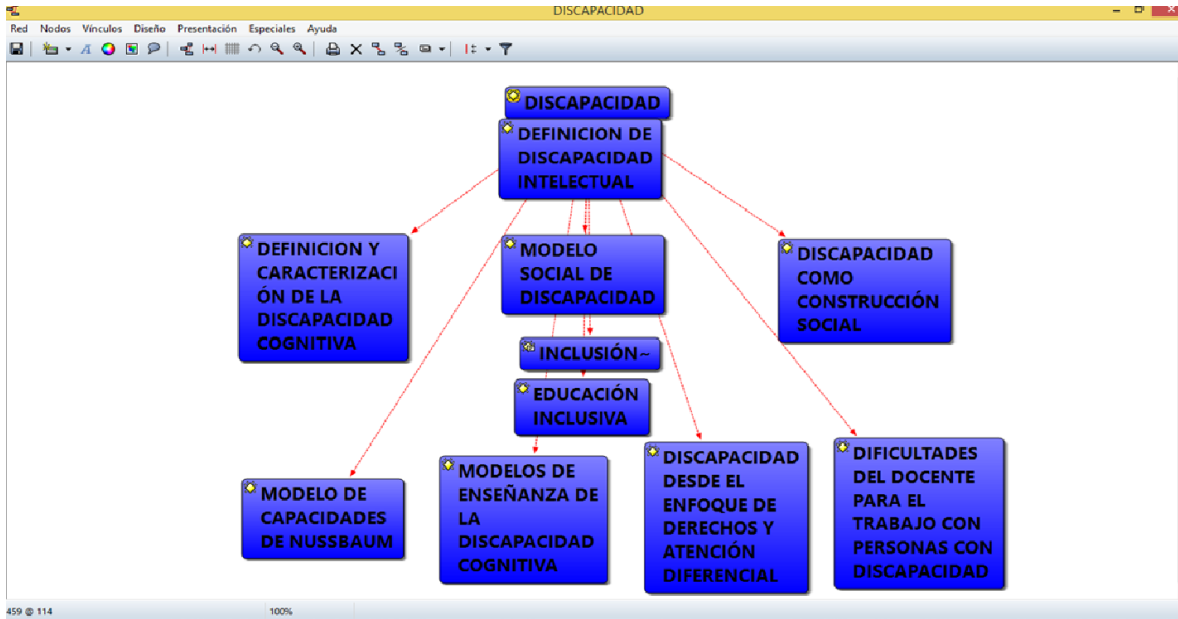 DISCAPACIDAD
Red Nodos Vínculos Diseño Presentación Especiales Ayuda
DISCAPACIDAD
DEFINICION DE
DISCAPACIDAD
INTELECTUAL
DEFINICION Y
CARACTERIZACI
ÓN DE LA
DISCAPACIDAD
COGNITIVA
MODELO
SOCIAL DE
DISCAPACIDAD
DISCAPACIDAD
COMO
CONSTRUCCIÓN
SOCIAL
INCLUSIÓN~
EDUCACIÓN
INCLUSIVA
MODELO DE
CAPACIDADES
DE NUSSBAUM
MODELOS DE
ENSEÑANZA DE
LA
DISCAPACIDAD
COGNITIVA
DISCAPACIDAD
DESDE EL
ENFOQUE DE
DERECHOS Y
ATENCIÓN
DIFERENCIAL
DIFICULTADES
DEL DOCENTE
PARA EL
TRABAJO CON
PERSONAS CON
DISCAPACIDAD
459 @ 114 100%